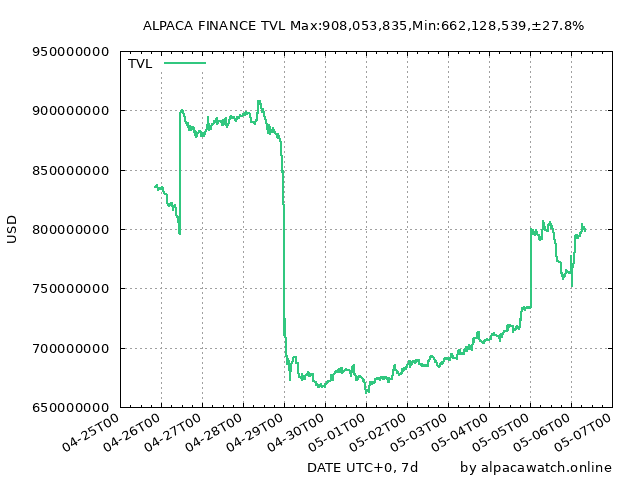 ALPACA FINANCE TVL Max:908,053,835,Min:662,128,539,±27.8%
950000000
900000000
850000000
800000000
750000000
700000000
650000000
USD
TVL
04-25T00
04-26T00
04-27T00
04-28T00
04-29T00
04-30T00
05-01T00
05-02T00
05-03T00
05-04T00
05-05T00
05-06T00
05-07T00
DATE UTC+0, 7d
by alpacawatch.online